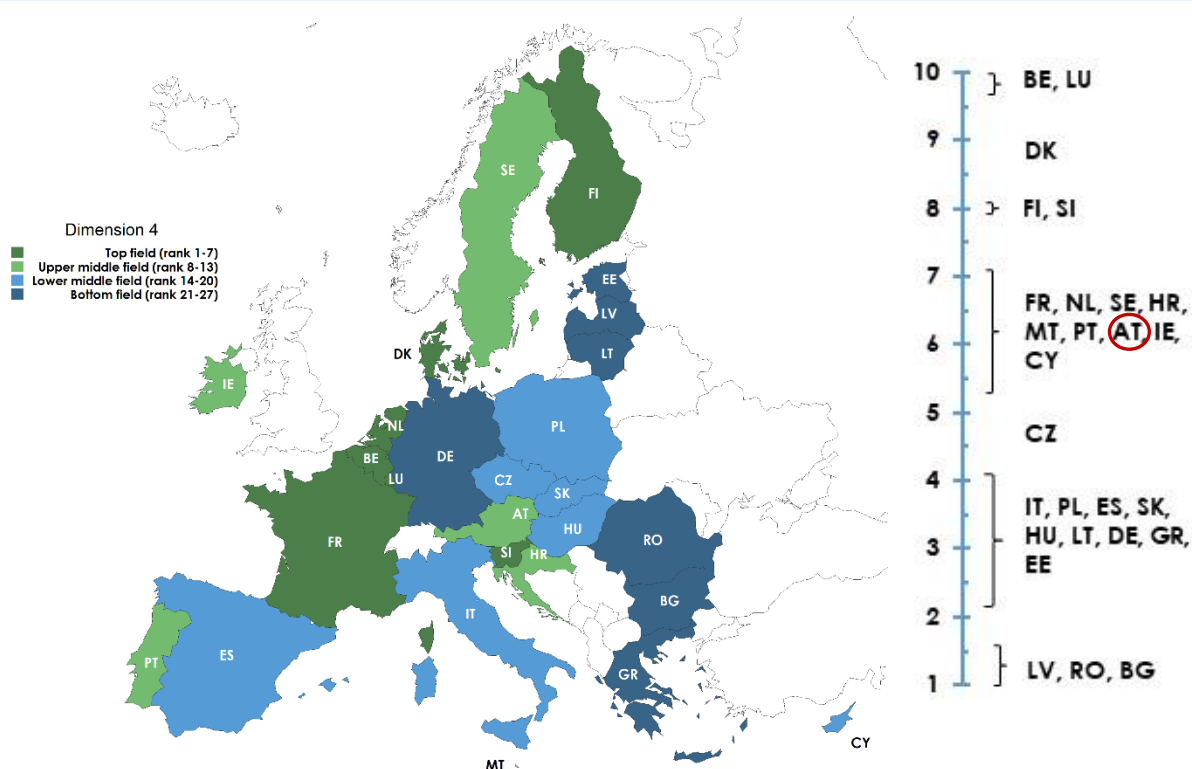 SE
FI
Dimension 4
Top field (rank 1-7)
Upper middle field (rank 8-13)
Lower middle field (rank 14-20)
Bottom field (rank 21-27)
EE
LV
LT
DK
IE
NL
PL
BE
DE
LU
CZ
SK
AT
HU
FR
RO
SI
HR
BG
IT
ES
PT
GR
CY
MT
10
9
8
7
6
5
4
3
2
1
BE, LU
DK
FI, SI
FR, NL, SE, HR,
MT, PT, AT, IE,
CY
CZ
IT, PL, ES, SK,
HU, LT, DE, GR,
EE
LV, RO, BG